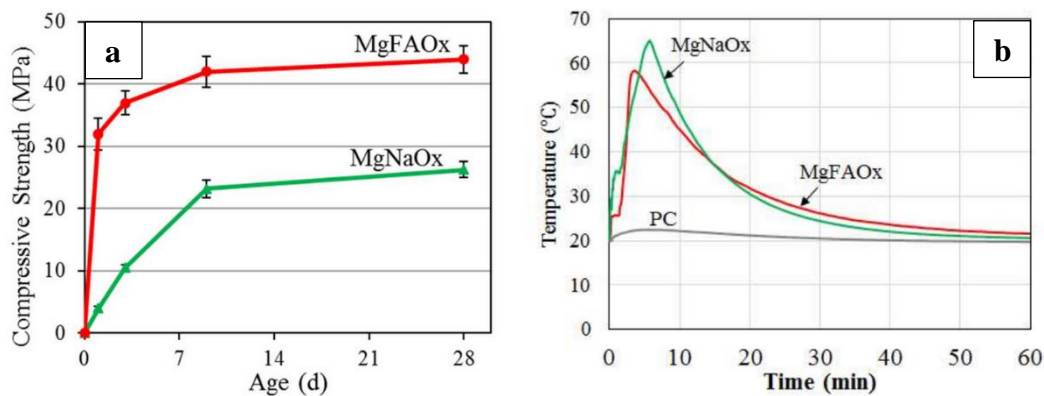 a
Compressive Strength (MPa)
50
40
30
20
10
0
MgFAOx
MgNaOx
0 7 14 21 28
Age (d)
b
Temperature (°C)
70
60
50
40
30
20
10
0
MgNaOx
MgFAOx
PC
0 10 20 30 40 50 60
Time (min)